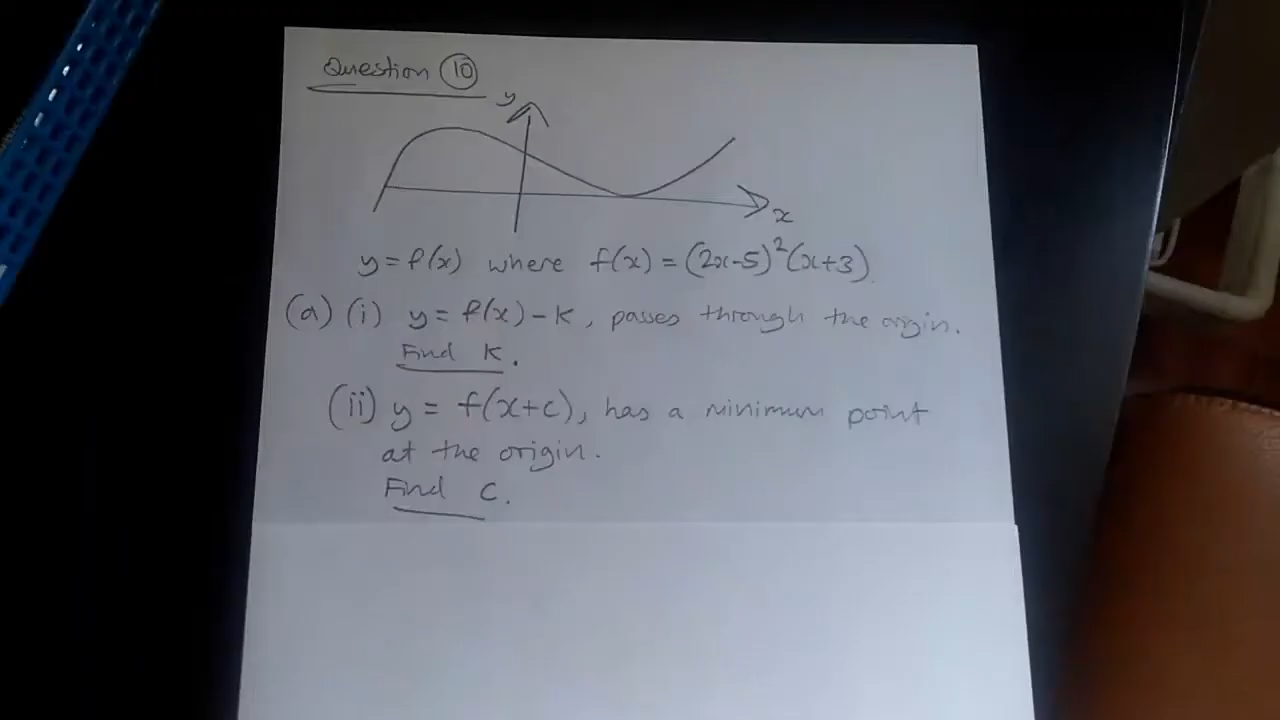 Question 10
y
x
y = f(x) where f(x) = (2x-5)²(x+3)
(a) (i) y = f(x) - k, passes through the origin.
Find k.
(ii) y = f(x+c), has a minimum point
at the origin.
Find c.